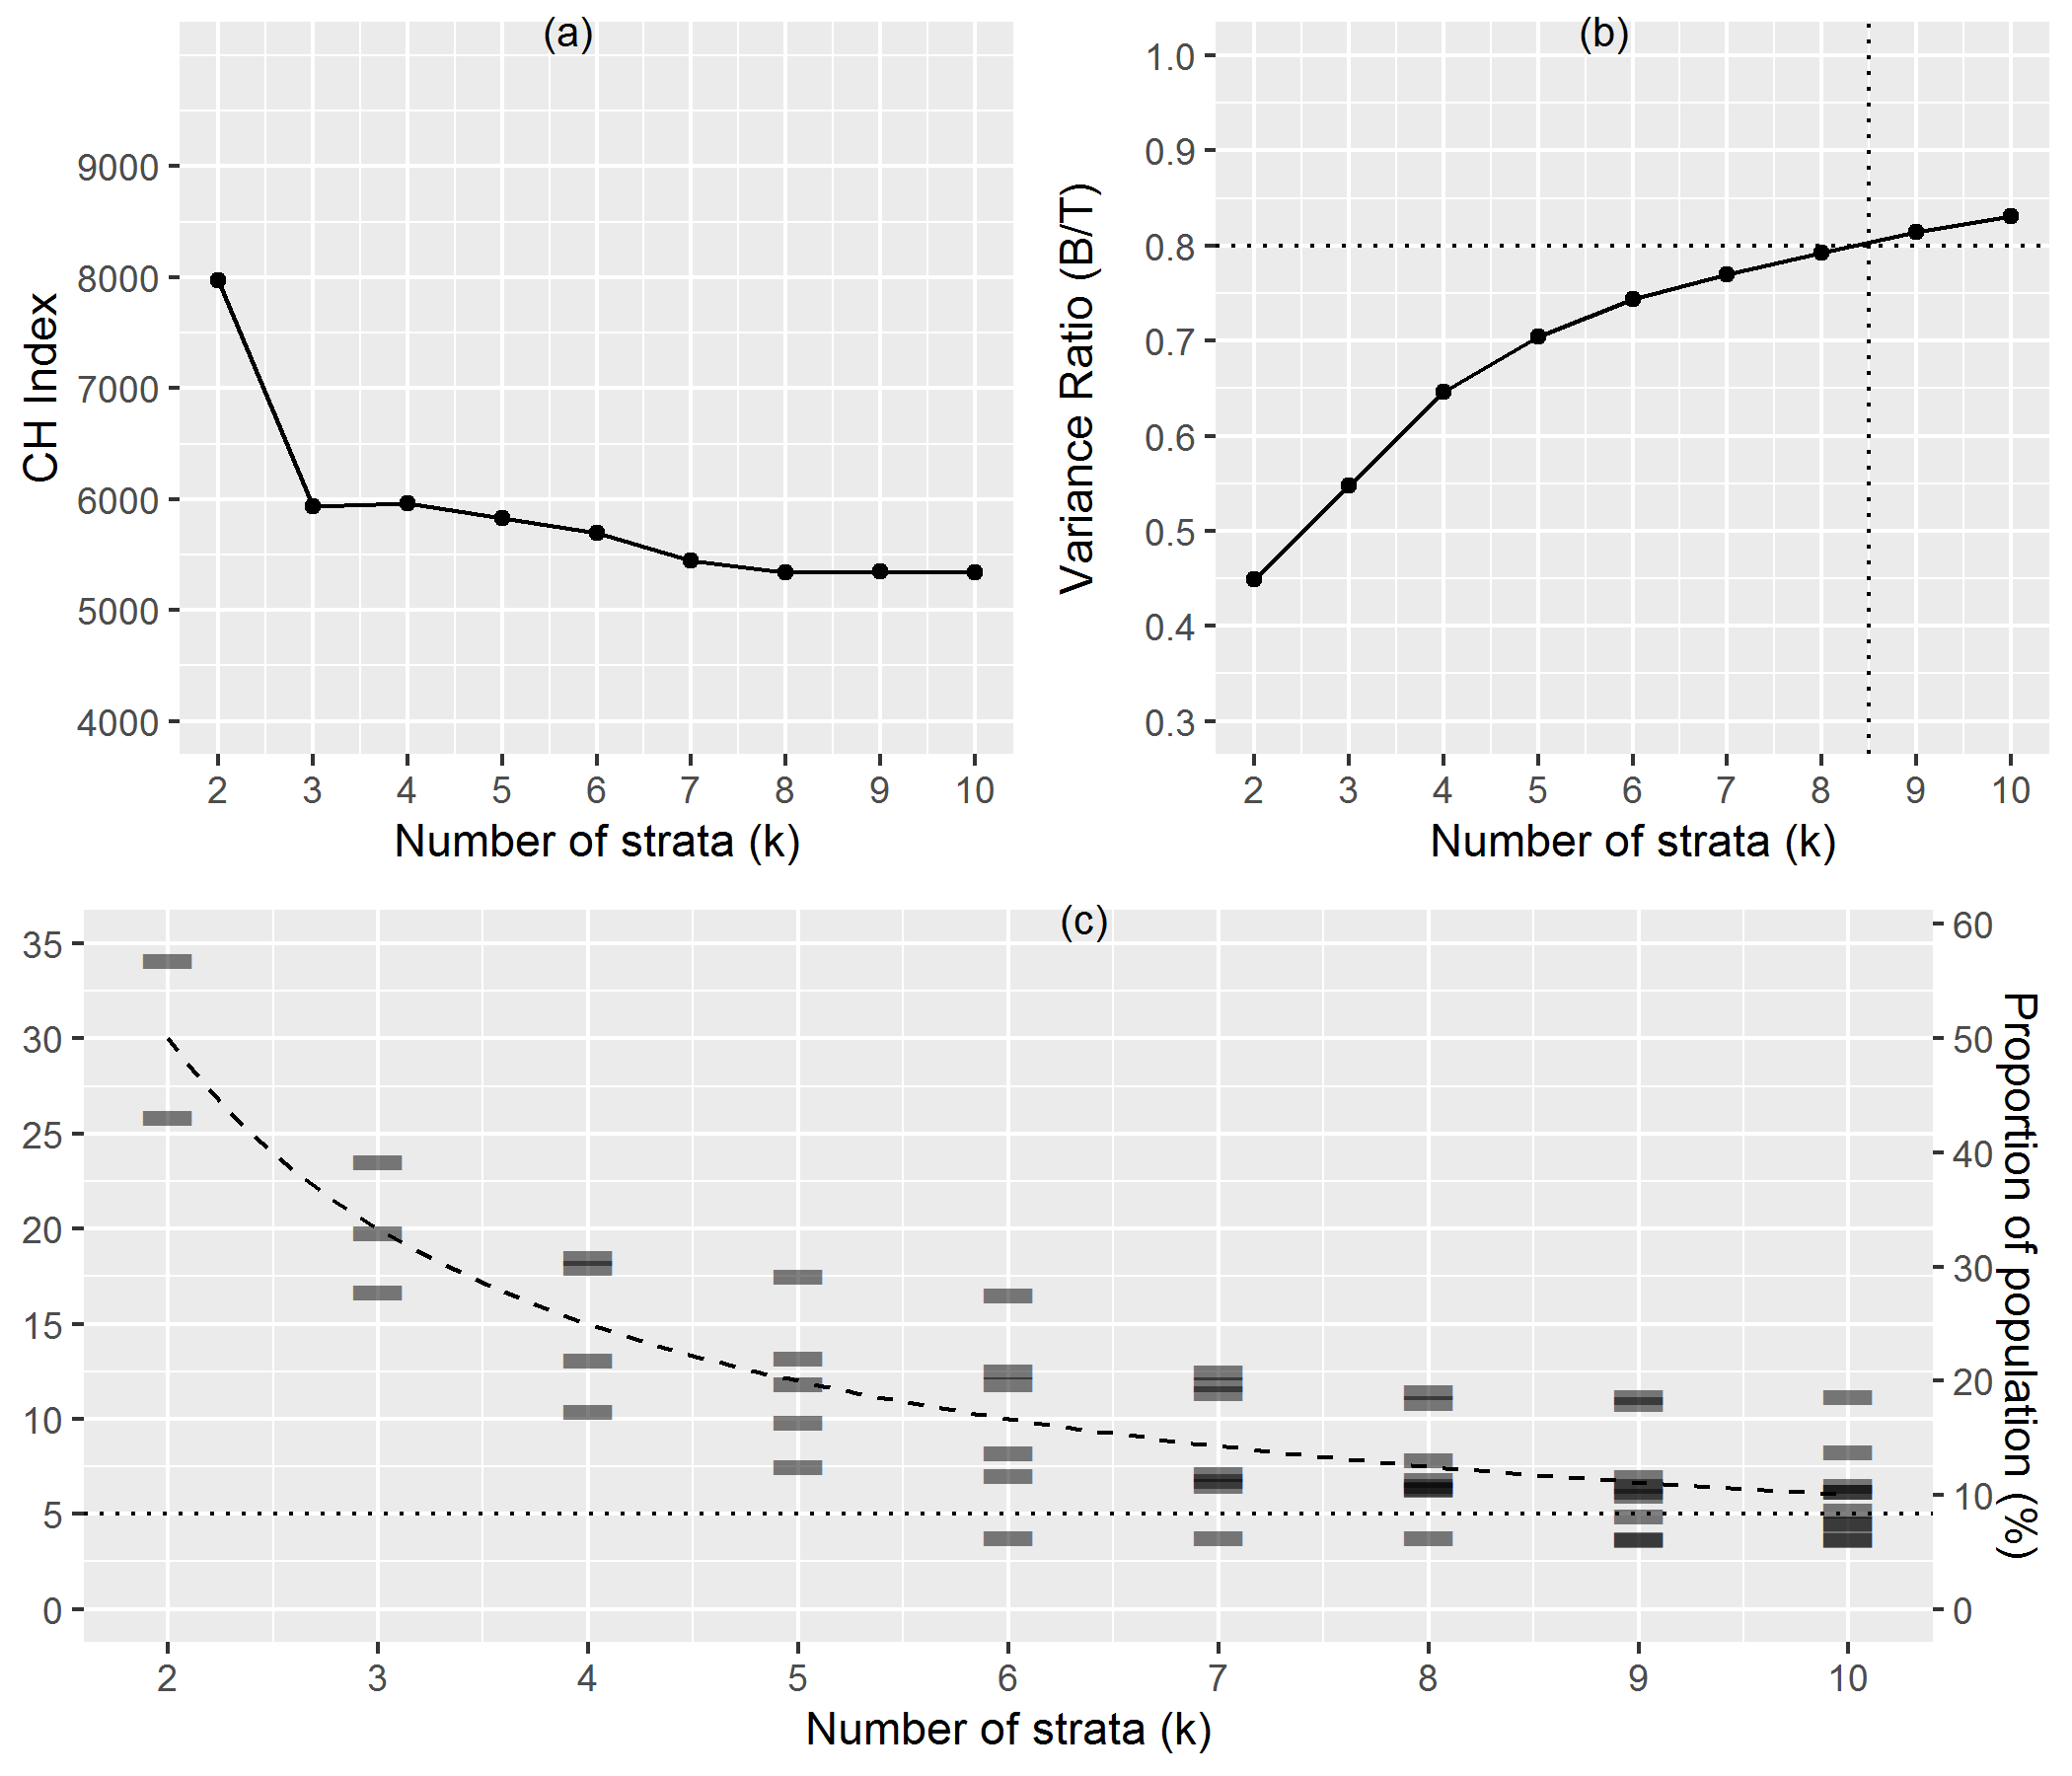 (a)
9000
8000
7000
6000
5000
4000
CH Index
2 3 4 5 6 7 8 9 10
Number of strata (k)
(b)
1.0
0.9
0.8
0.7
0.6
0.5
0.4
0.3
Variance Ratio (B/T)
2 3 4 5 6 7 8 9 10
Number of strata (k)
(c)
35
30
25
20
15
10
5
0
60
50
40
30
20
10
0
Proportion of population (%)
2 3 4 5 6 7 8 9 10
Number of strata (k)